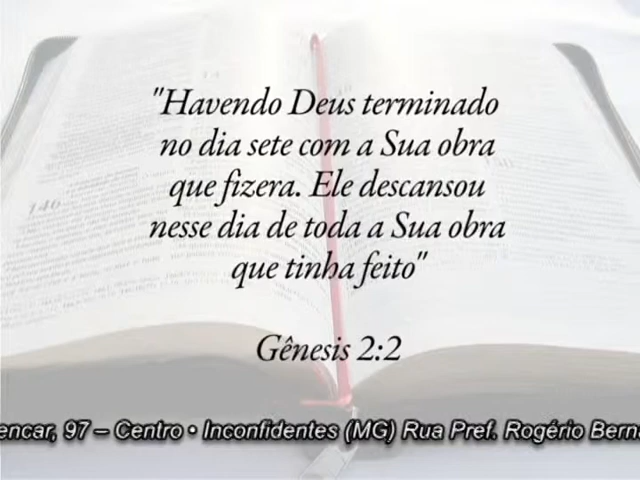 "Havendo Deus terminado
no dia sete com a Sua obra
que fizera. Ele descansou
nesse dia de toda a Sua obra
que tinha feito"
Gênesis 2:2
encar, 97 – Centro • Inconfidentes (MG) Rua Pref. Rogério Berna